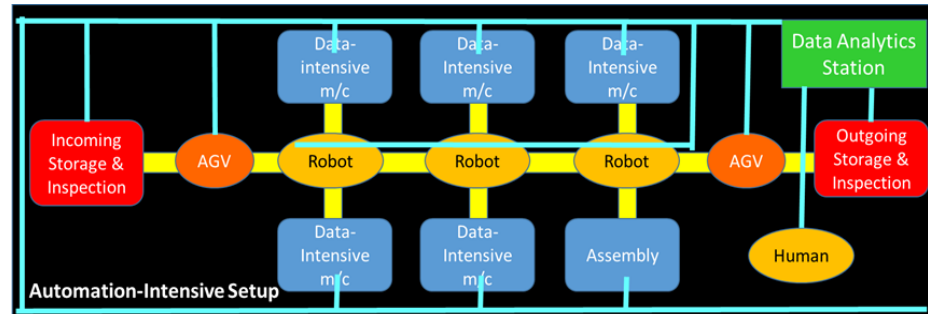 Data-
intensive
m/c
Data-
Intensive
m/c
Data-
Intensive
m/c
Data Analytics
Station
Incoming
Storage &
Inspection
AGV
Robot
Robot
Robot
AGV
Outgoing
Storage &
Inspection
Data-
Intensive
m/c
Data-
Intensive
m/c
Assembly
Human
Automation-Intensive Setup